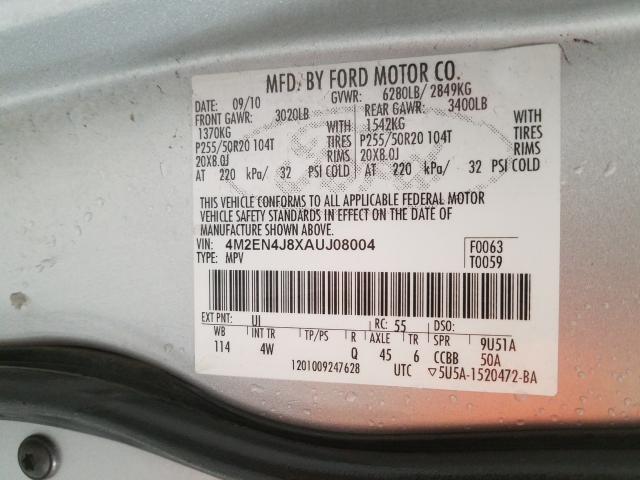 MFD. BY FORD MOTOR CO.
DATE: 09/10 GVWR: 6280LB/ 2849KG
FRONT GAWR: 3020LB REAR GAWR: 3400LB
1370KG WITH 1542KG WITH
P255/50R20 104T TIRES P255/50R20 104T TIRES
20X8.0J RIMS 20X8.0J RIMS
AT 220 kPa/ 32 PSI COLD AT 220 kPa/ 32 PSI COLD
THIS VEHICLE CONFORMS TO ALL APPLICABLE FEDERAL MOTOR
VEHICLE SAFETY STANDARDS IN EFFECT ON THE DATE OF
MANUFACTURE SHOWN ABOVE.
VIN: 4M2EN4J8XAUJ08004 F0063
TYPE: MPV T0059
EXT PNT: UI RC: 55 DSO:
WB INT TR TP/PS R AXLE TR SPR 9U51A
114 4W Q 45 6 CCBB 50A
1201009247628 UTC ▽5U5A-1520472-BA